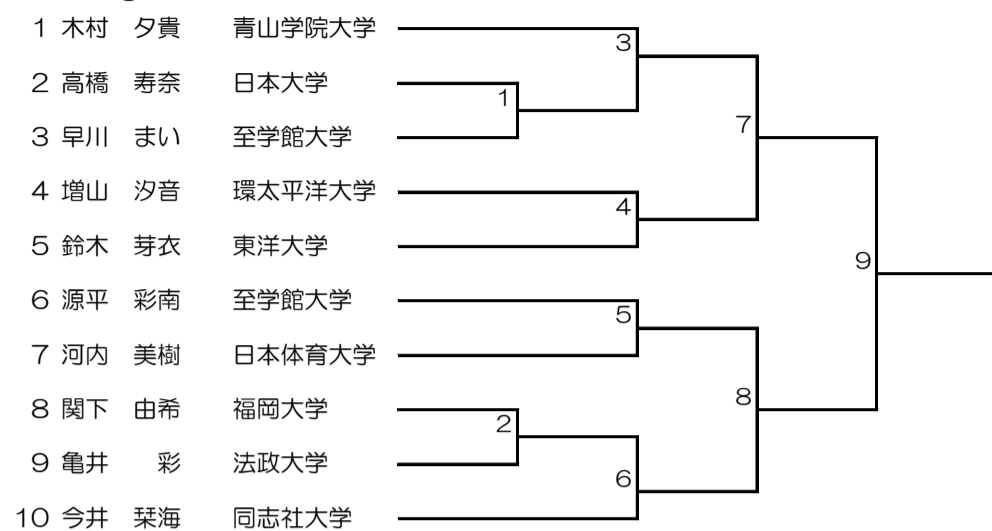 1 木村 夕貴 青山学院大学
2 高橋 寿奈 日本大学
3 早川 まい 至学館大学
4 増山 汐音 環太平洋大学
5 鈴木 芽衣 東洋大学
6 源平 彩南 至学館大学
7 河内 美樹 日本体育大学
8 関下 由希 福岡大学
9 亀井 彩 法政大学
10 今井 栞海 同志社大学
1
2
3
4
5
6
7
8
9